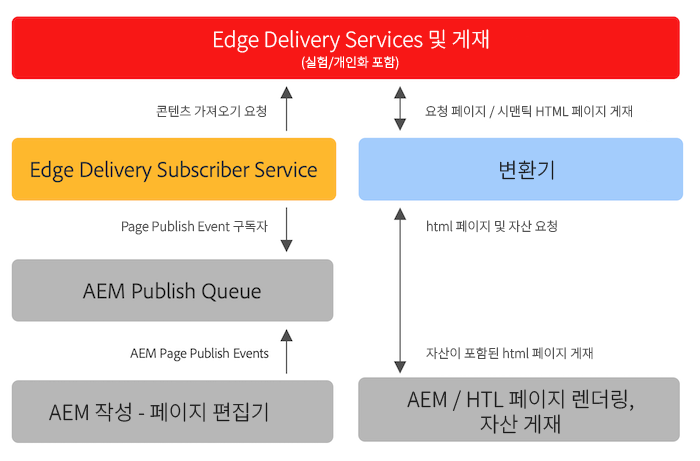 Edge Delivery Services 및 게재
(실험/개인화 포함)
콘텐츠 가져오기 요청
요청 페이지 / 시맨틱 HTML 페이지 게재
Edge Delivery Subscriber Service
변환기
Page Publish Event 구독자
html 페이지 및 자산 요청
AEM Publish Queue
AEM Page Publish Events
자산이 포함된 html 페이지 게재
AEM 작성 - 페이지 편집기
AEM / HTL 페이지 렌더링,
자산 게재